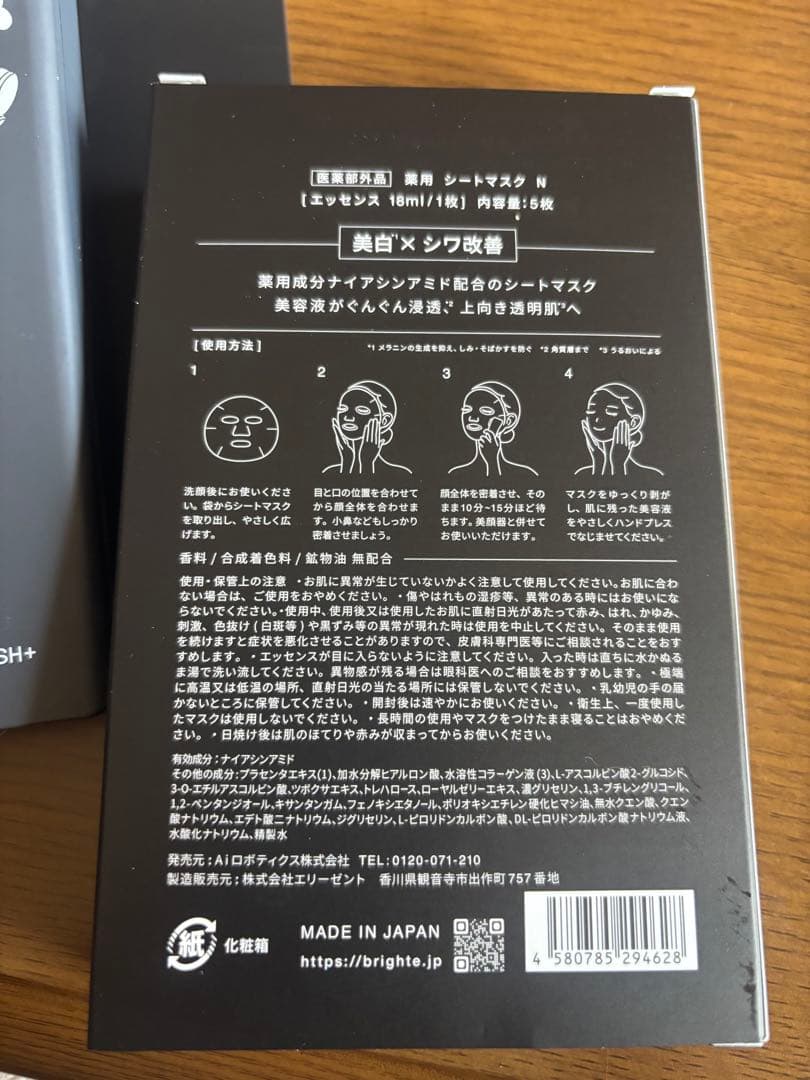 SH+
医薬部外品 薬用 シートマスク N
[エッセンス 18ml/1枚] 内容量:5枚
美白*1×シワ改善
薬用成分ナイアシンアミド配合のシートマスク
美容液がぐんぐん浸透*2、上向き透明肌*3へ
[使用方法] *1 メラニンの生成を抑え、しみ・そばかすを防ぐ *2 角質層まで *3 うるおいによる
1
洗顔後にお使いくださ
い。袋からシートマスク
を取り出し、やさしく広
げます。
2
目と口の位置を合わせて
から顔全体を合わせま
す。小鼻などもしっかり
密着させましょう。
3
顔全体を密着させ、その
まま10分~15分ほど待
ちます。美顔器と併せて
お使いいただけます。
4
マスクをゆっくり剥が
し、肌に残った美容液
をやさしくハンドプレス
でなじませてください。
香料/合成着色料/鉱物油 無配合
使用・保管上の注意 ・お肌に異常が生じていないかよく注意して使用してください。お肌に合わ
ない場合は、ご使用をおやめください。・傷やはれもの湿疹等、異常のある時にはお使いにな
らないでください。・使用中、使用後又は使用したお肌に直射日光があたって赤み、はれ、かゆみ、
刺激、色抜け(白斑等)や黒ずみ等の異常が現れた時は使用を中止してください。そのまま使用
を続けますと症状を悪化させることがありますので、皮膚科専門医等にご相談されることをおす
すめします。・エッセンスが目に入らないように注意してください。入った時は直ちに水かぬる
ま湯で洗い流してください。異物感が残る場合は眼科医へのご相談をおすすめします。・極端
に高温又は低温の場所、直射日光の当たる場所には保管しないでください。・乳幼児の手の届
かないところに保管してください。・開封後は速やかにお使いください。・衛生上、一度使用し
たマスクは使用しないでください。・長時間の使用やマスクをつけたまま寝ることはおやめくだ
さい。・日焼け後は肌のほてりや赤みが収まってからお使いください。
有効成分:ナイアシンアミド
その他の成分:プラセンタエキス(1)、加水分解ヒアルロン酸、水溶性コラーゲン液(3)、L-アスコルビン酸2-グルコシド、
3-O-エチルアスコルビン酸、ツボクサエキス、トレハロース、ローヤルゼリーエキス、濃グリセリン、1,3-ブチレングリコール、
1,2-ペンタンジオール、キサンタンガム、フェノキシエタノール、ポリオキシエチレン硬化ヒマシ油、無水クエン酸、クエン
酸ナトリウム、エデト酸二ナトリウム、ジグリセリン、L-ピロリドンカルボン酸、DL-ピロリドンカルボン酸ナトリウム液、
水酸化ナトリウム、精製水
発売元:Aiロボティクス株式会社 TEL:0120-071-210
製造販売元:株式会社エリーゼント 香川県観音寺市出作町757番地
紙 化粧箱
MADE IN JAPAN
https://brighte.jp
4 580785 294628